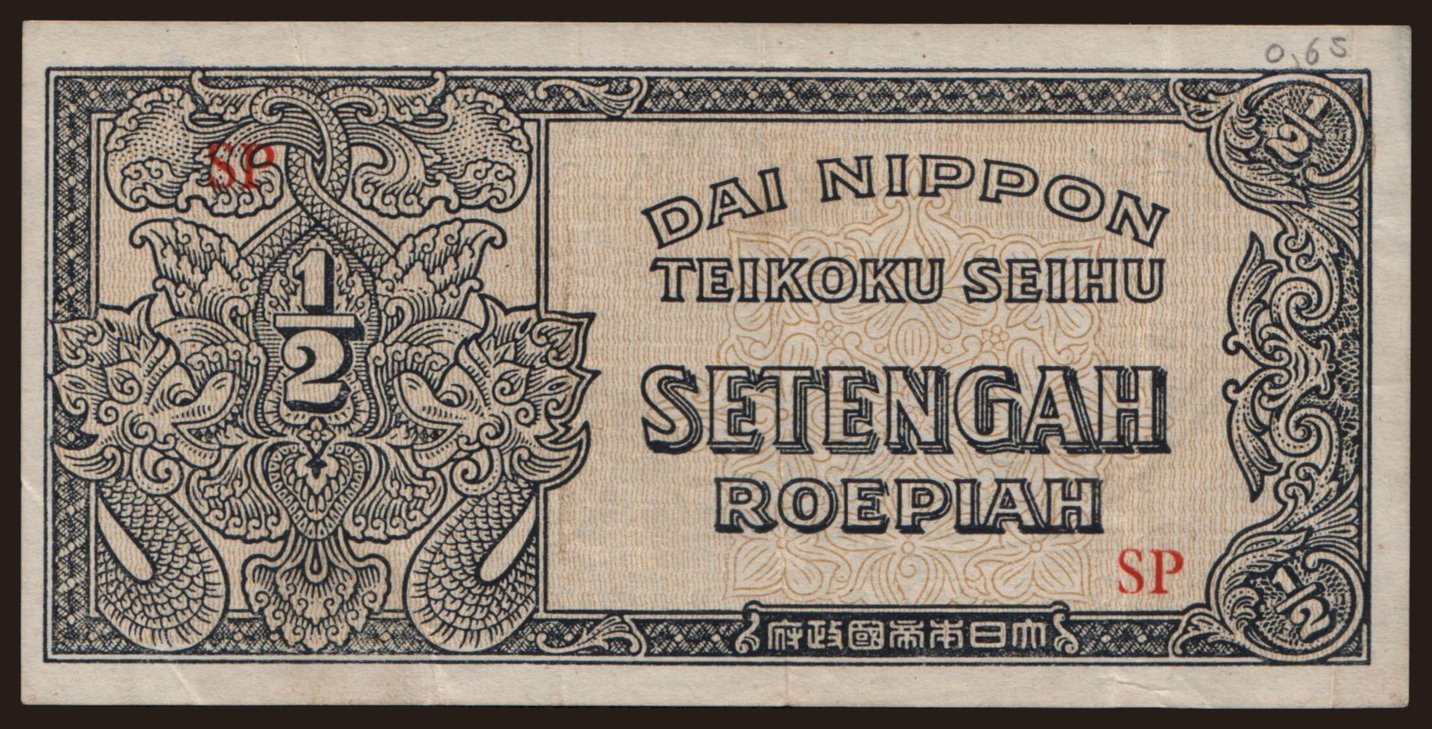 0,65
SP
1/2
1/2
DAI NIPPON
TEIKOKU SEIHU
SETENGAH
ROEPIAH
SP
1/2
府政國帝本日大